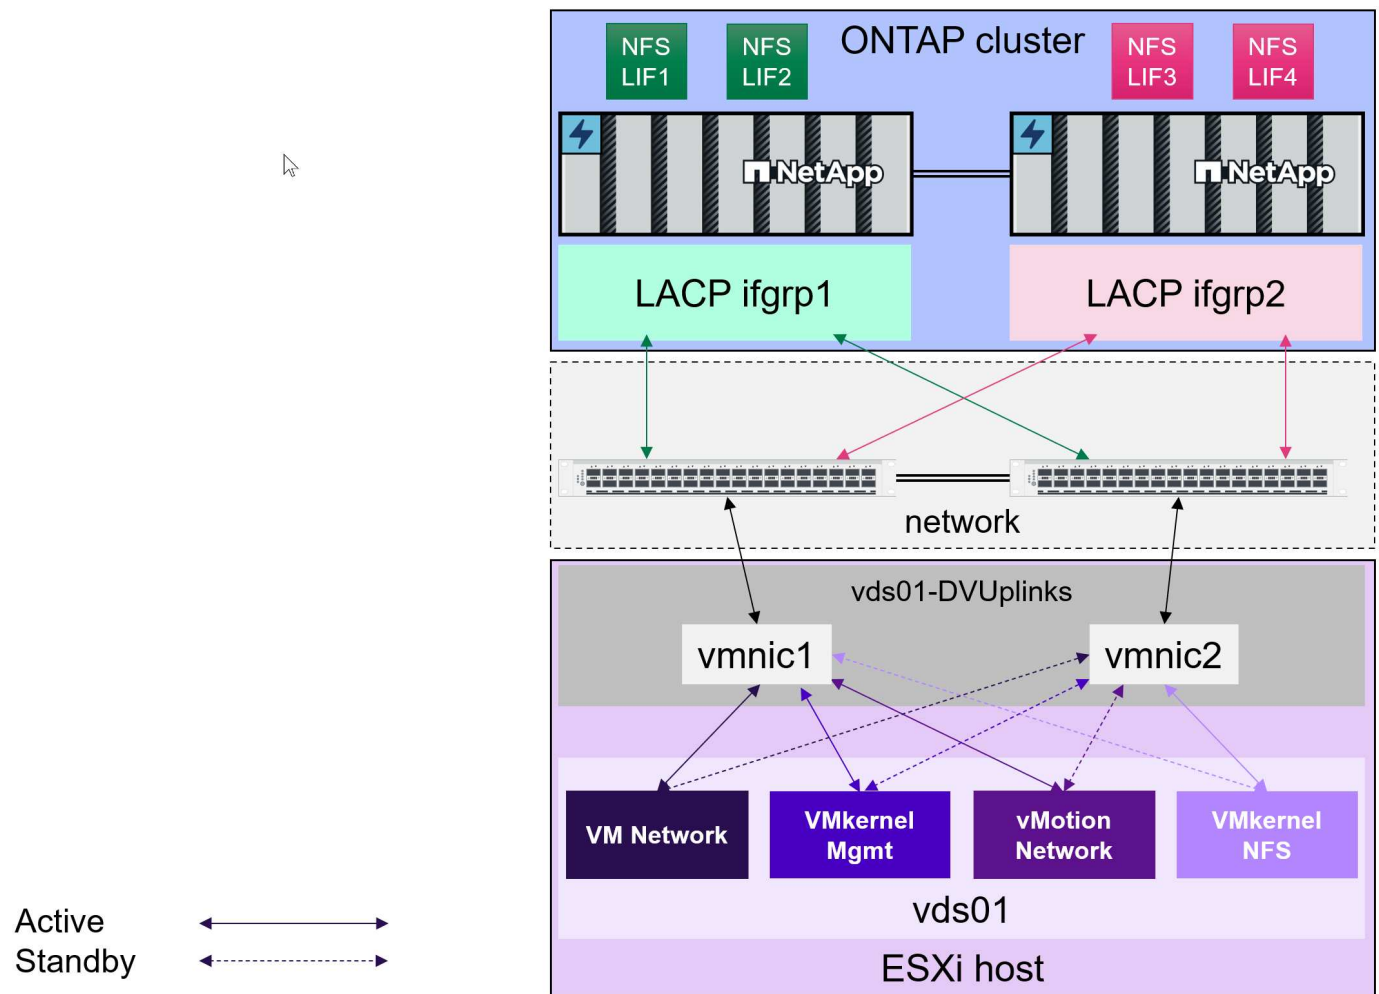 ONTAP cluster
NFS
LIF1
NFS
LIF2
NFS
LIF3
NFS
LIF4
NetApp
NetApp
LACP ifgrp1
LACP ifgrp2
network
vds01-DVUplinks
vmnic1
vmnic2
VM Network
VMkernel
Mgmt
vMotion
Network
VMkernel
NFS
vds01
ESXi host
Active
Standby